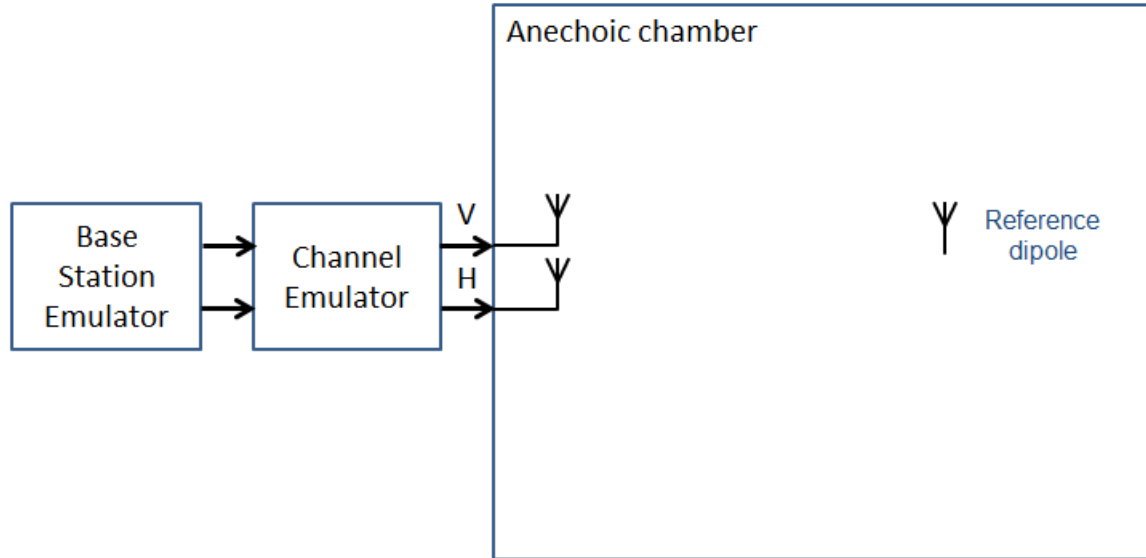 Anechoic chamber
Base
Station
Emulator
Channel
Emulator
V
H
Reference
dipole